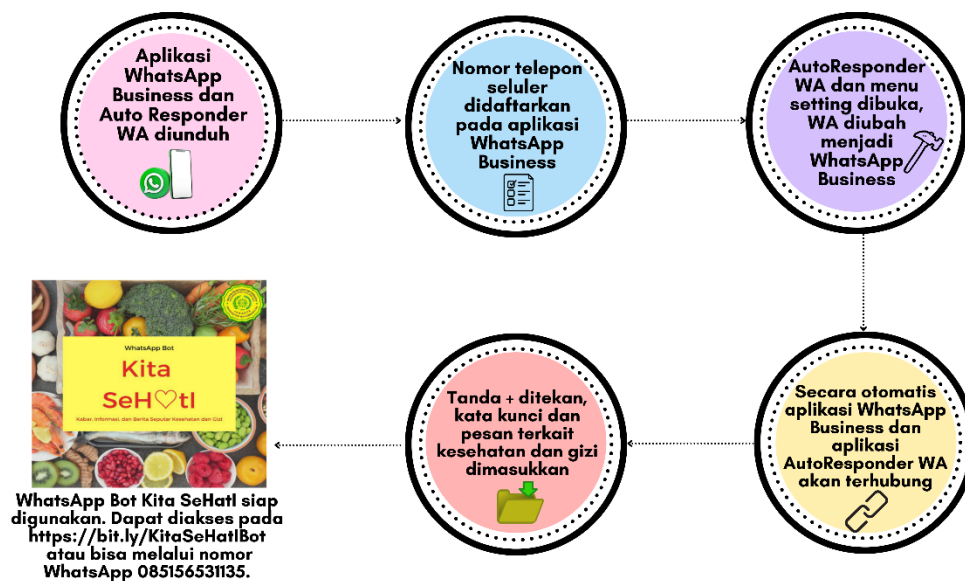 Aplikasi
WhatsApp
Business dan
Auto Responder
WA diunduh
Nomor telepon
seluler
didaftarkan
pada aplikasi
WhatsApp
Business
AutoResponder
WA dan menu
setting dibuka,
WA diubah
menjadi
WhatsApp
Business
Secara otomatis
aplikasi WhatsApp
Business dan
aplikasi
AutoResponder WA
akan terhubung
Tanda + ditekan,
kata kunci dan
pesan terkait
kesehatan dan gizi
dimasukkan
WhatsApp Bot
Kita
SeH♡tI
Kabar, Informasi, dan Berita Seputar Kesehatan dan Gizi
WhatsApp Bot Kita SeHatI siap
digunakan. Dapat diakses pada
https://bit.ly/KitaSeHatIBot
atau bisa melalui nomor
WhatsApp 085156531135.